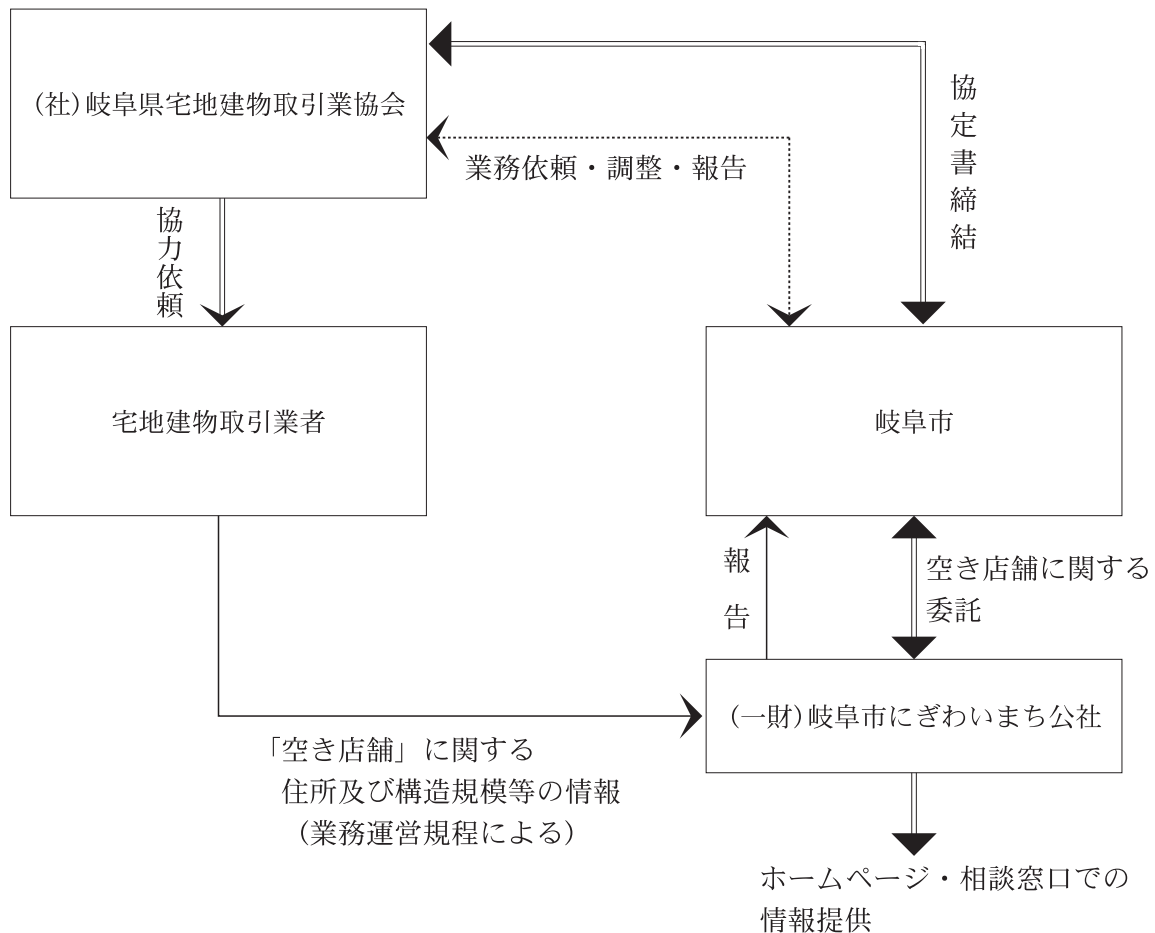 (社)岐阜県宅地建物取引業協会
協定書締結
業務依頼・調整・報告
協力依頼
宅地建物取引業者
岐阜市
報告
空き店舗に関する
委託
(一財)岐阜市にぎわいまち公社
「空き店舗」に関する
住所及び構造規模等の情報
(業務運営規程による)
ホームページ・相談窓口での
情報提供